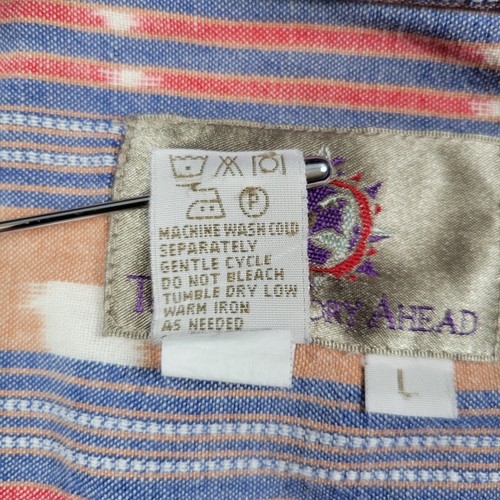 P
MACHINE WASH COLD
SEPARATELY
GENTLE CYCLE
DO NOT BLEACH
TUMBLE DRY LOW
WARM IRON
AS NEEDED
AHEAD
L